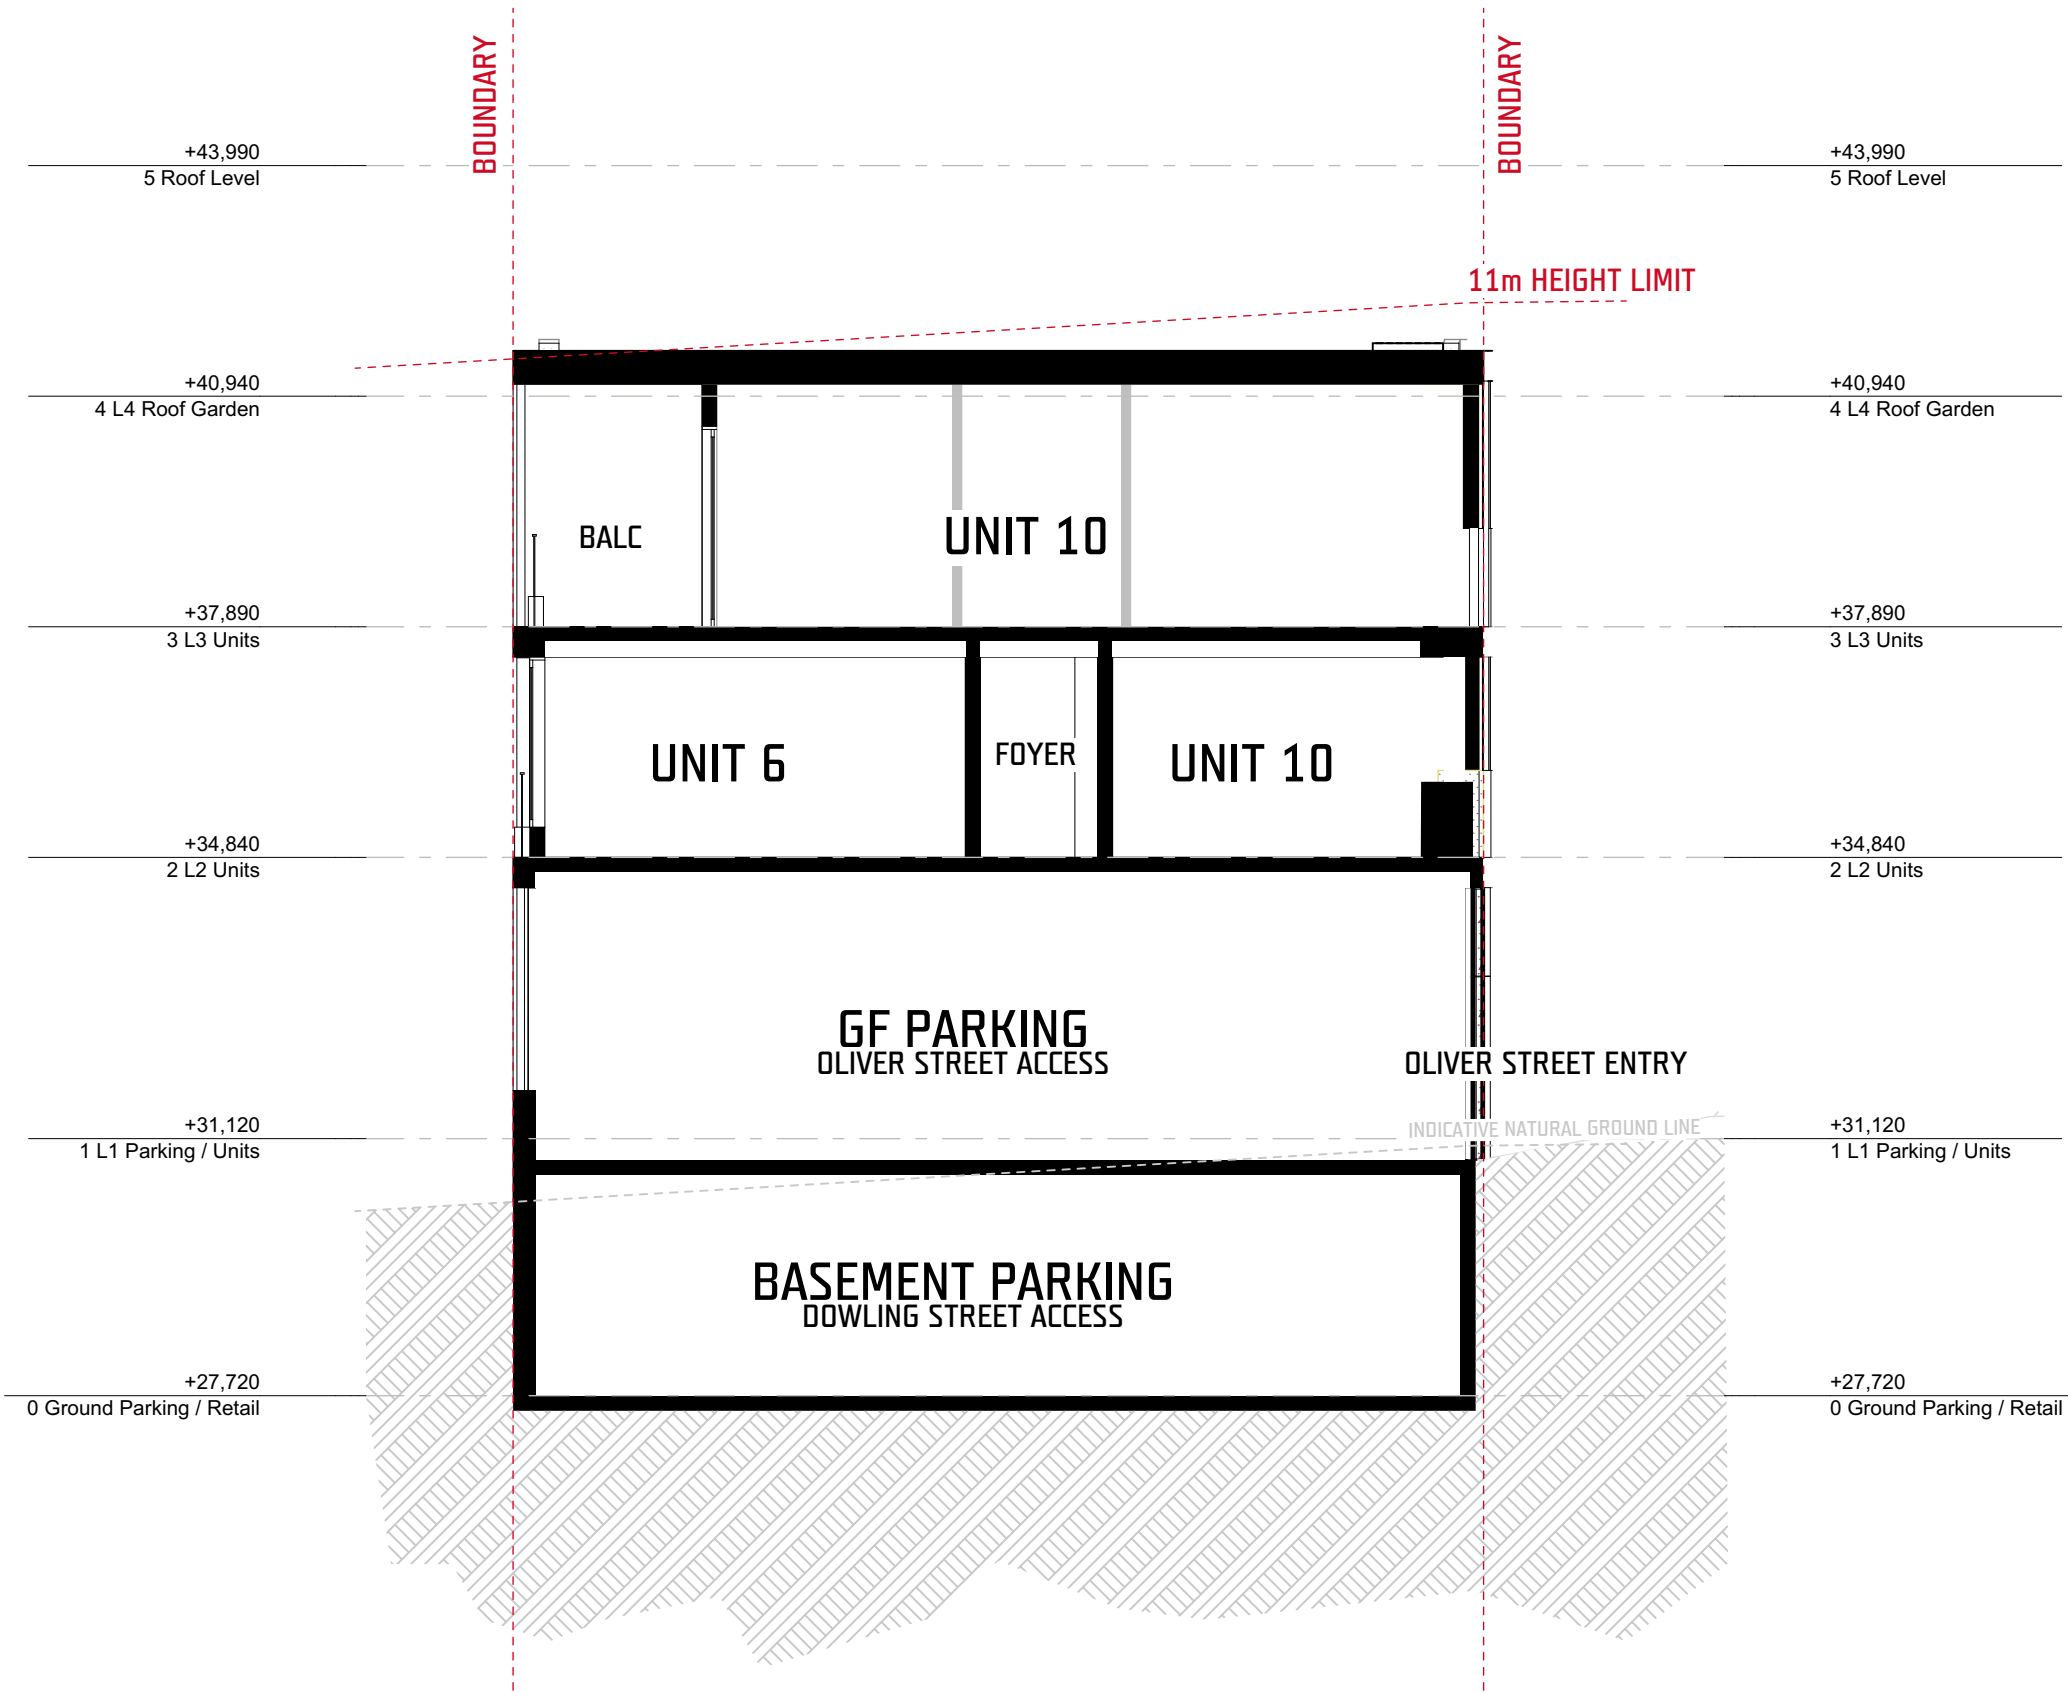 BOUNDARY
BOUNDARY
+43,990
5 Roof Level
+43,990
5 Roof Level
11m HEIGHT LIMIT
+40,940
4 L4 Roof Garden
+40,940
4 L4 Roof Garden
BALC
UNIT 10
+37,890
3 L3 Units
+37,890
3 L3 Units
UNIT 6
FOYER
UNIT 10
+34,840
2 L2 Units
+34,840
2 L2 Units
GF PARKING
OLIVER STREET ACCESS
OLIVER STREET ENTRY
INDICATIVE NATURAL GROUND LINE
+31,120
1 L1 Parking / Units
+31,120
1 L1 Parking / Units
BASEMENT PARKING
DOWLING STREET ACCESS
+27,720
0 Ground Parking / Retail
+27,720
0 Ground Parking / Retail